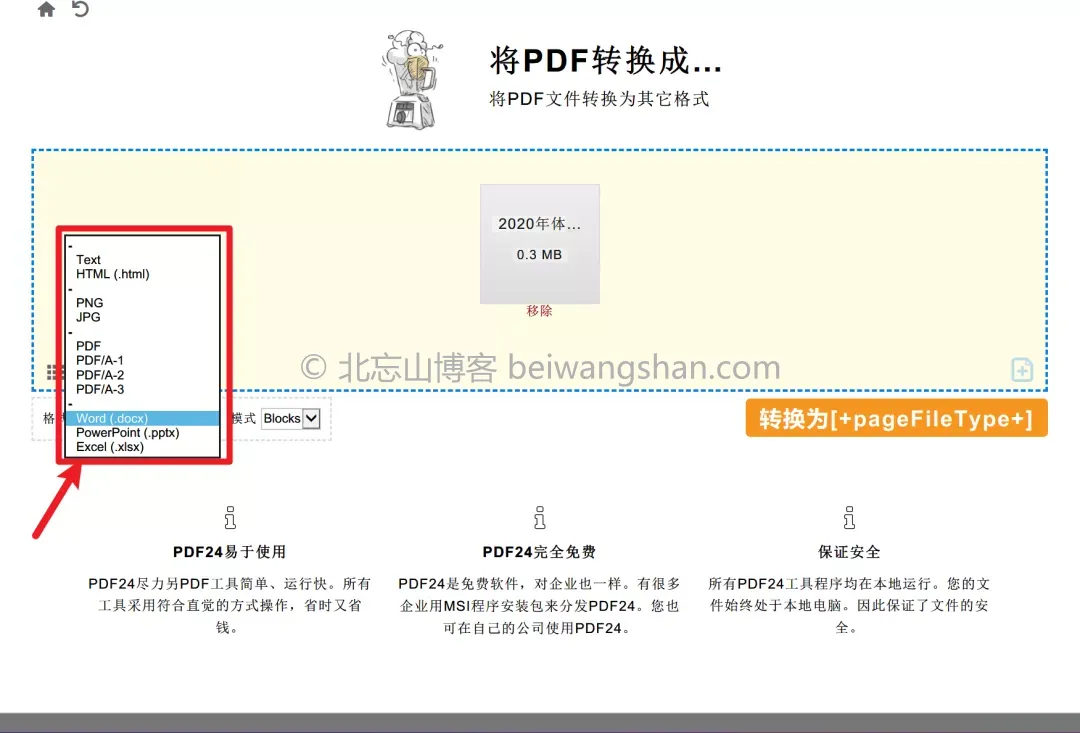 将PDF转换成...
将PDF文件转换为其它格式
2020年体...
0.3 MB
移除
-
Text
HTML (.html)
-
PNG
JPG
-
PDF
PDF/A-1
PDF/A-2
PDF/A-3
-
Word (.docx)
PowerPoint (.pptx)
Excel (.xlsx)
© 北忘山博客 beiwangshan.com
格 模式 Blocks
转换为[+pageFileType+]
PDF24易于使用
PDF24尽力另PDF工具简单、运行快。所有
工具采用符合直觉的方式操作，省时又省
钱。
PDF24完全免费
PDF24是免费软件，对企业也一样。有很多
企业用MSI程序安装包来分发PDF24。您也
可在自己的公司使用PDF24。
保证安全
所有PDF24工具程序均在本地运行。您的文
件始终处于本地电脑。因此保证了文件的安
全。